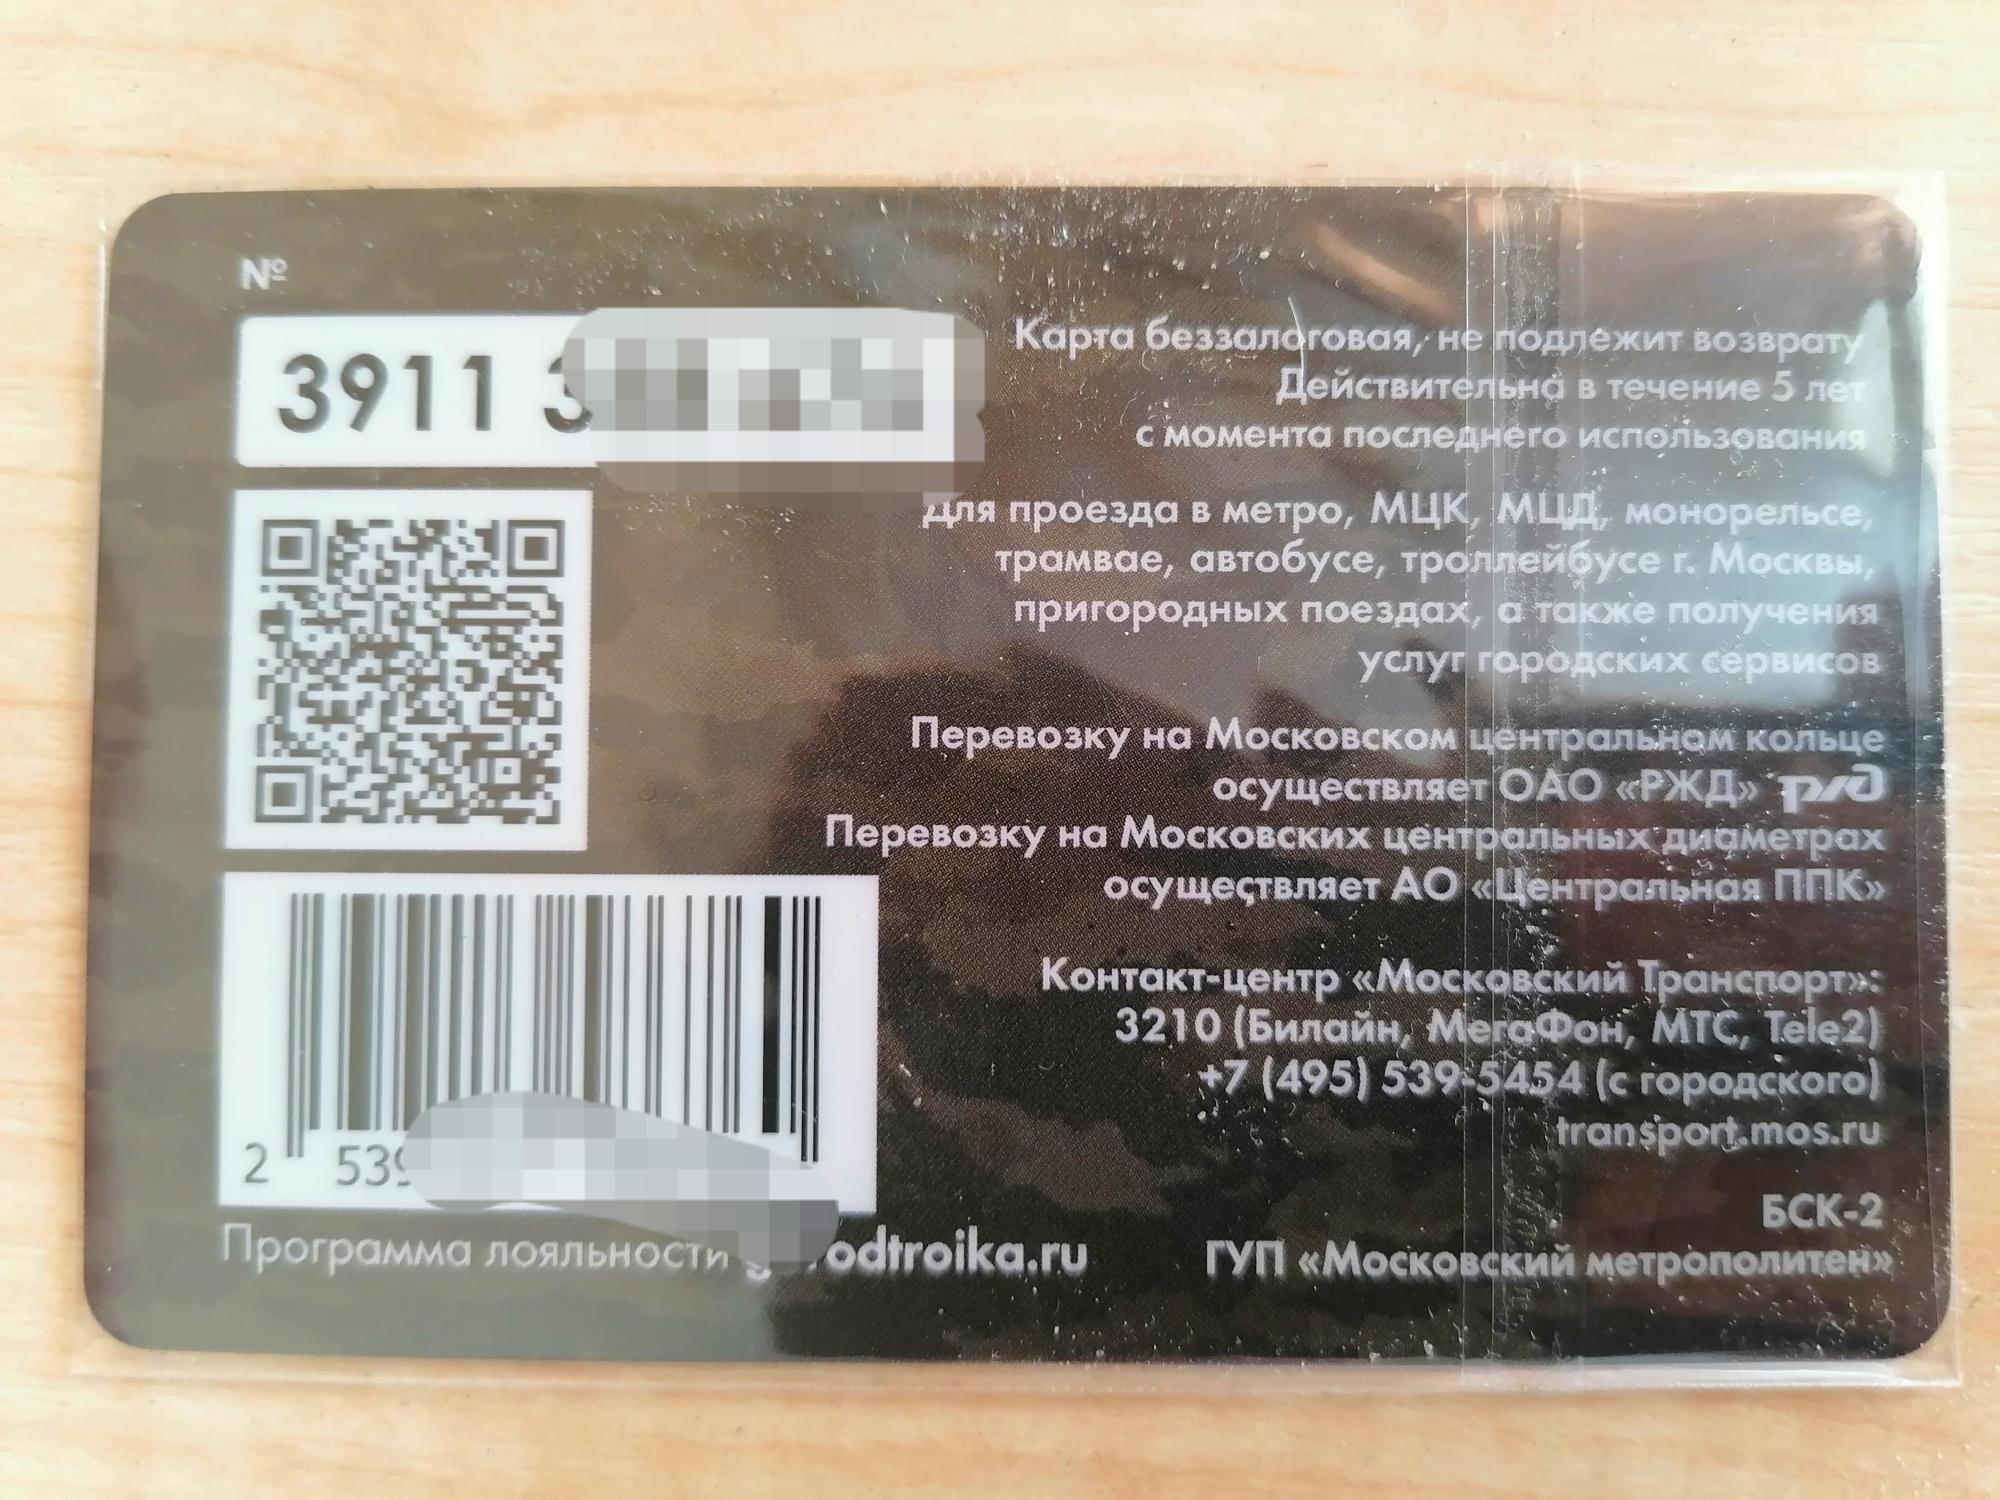 №
3911
Карта беззалоговая, не подлежит возврату
Действительна в течение 5 лет
с момента последнего использования
Для проезда в метро, МЦК, МЦД, монорельсе,
трамвае, автобусе, троллейбусе г. Москвы,
пригородных поездах, а также получения
услуг городских сервисов
Перевозку на Московском центральном кольце
осуществляет ОАО «РЖД» РЖД
Перевозку на Московских центральных диаметрах
осуществляет АО «Центральная ППК»
Контакт-центр «Московский Транспорт»:
3210 (Билайн, МегаФон, МТС, Tele2)
+7 (495) 539-5454 (с городского)
transport.mos.ru
2 539
Программа лояльности
БСК-2
ГУП «Московский метрополитен»